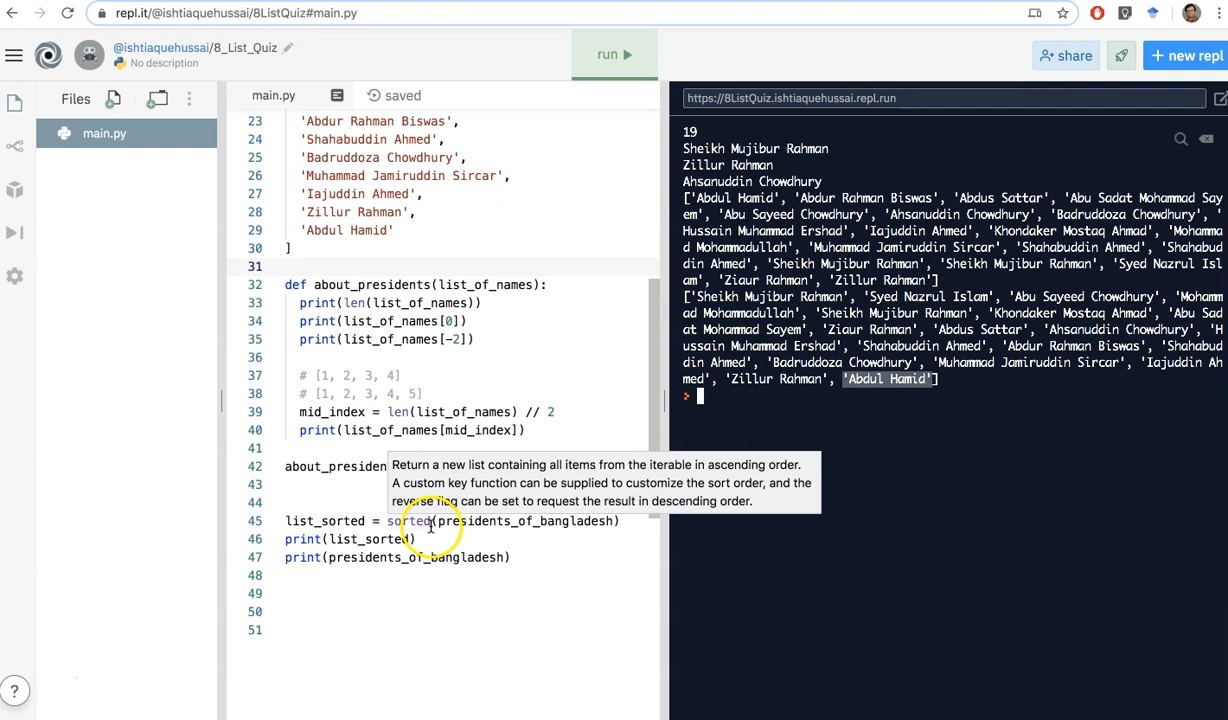 repl.it/@ishtiaquehussai/8ListQuiz#main.py
@ishtiaquehussai/8_List_Quiz
No description
run
share
+ new repl
Files
main.py
main.py
saved
23 'Abdur Rahman Biswas',
24 'Shahabuddin Ahmed',
25 'Badruddoza Chowdhury',
26 'Muhammad Jamiruddin Sircar',
27 'Iajuddin Ahmed',
28 'Zillur Rahman',
29 'Abdul Hamid'
30 ]
31
32 def about_presidents(list_of_names):
33 print(len(list_of_names))
34 print(list_of_names[0])
35 print(list_of_names[-2])
36
37 # [1, 2, 3, 4]
38 # [1, 2, 3, 4, 5]
39 mid_index = len(list_of_names) // 2
40 print(list_of_names[mid_index])
41
42 about_presiden
Return a new list containing all items from the iterable in ascending order.
A custom key function can be supplied to customize the sort order, and the
reverse flag can be set to request the result in descending order.
43
44
45 list_sorted = sorted(presidents_of_bangladesh)
46 print(list_sorted)
47 print(presidents_of_bangladesh)
48
49
50
51
?
https://8ListQuiz.ishtiaquehussai.repl.run
19
Sheikh Mujibur Rahman
Zillur Rahman
Ahsanuddin Chowdhury
['Abdul Hamid', 'Abdur Rahman Biswas', 'Abdus Sattar', 'Abu Sadat Mohammad Say
em', 'Abu Sayeed Chowdhury', 'Ahsanuddin Chowdhury', 'Badruddoza Chowdhury', '
Hussain Muhammad Ershad', 'Iajuddin Ahmed', 'Khondaker Mostaq Ahmad', 'Mohamma
d Mohammadullah', 'Muhammad Jamiruddin Sircar', 'Shahabuddin Ahmed', 'Shahabud
din Ahmed', 'Sheikh Mujibur Rahman', 'Sheikh Mujibur Rahman', 'Syed Nazrul Isl
am', 'Ziaur Rahman', 'Zillur Rahman']
['Sheikh Mujibur Rahman', 'Syed Nazrul Islam', 'Abu Sayeed Chowdhury', 'Mohamm
ad Mohammadullah', 'Sheikh Mujibur Rahman', 'Khondaker Mostaq Ahmad', 'Abu Sad
at Mohammad Sayem', 'Ziaur Rahman', 'Abdus Sattar', 'Ahsanuddin Chowdhury', 'H
ussain Muhammad Ershad', 'Shahabuddin Ahmed', 'Abdur Rahman Biswas', 'Shahabud
din Ahmed', 'Badruddoza Chowdhury', 'Muhammad Jamiruddin Sircar', 'Iajuddin Ah
med', 'Zillur Rahman', 'Abdul Hamid']